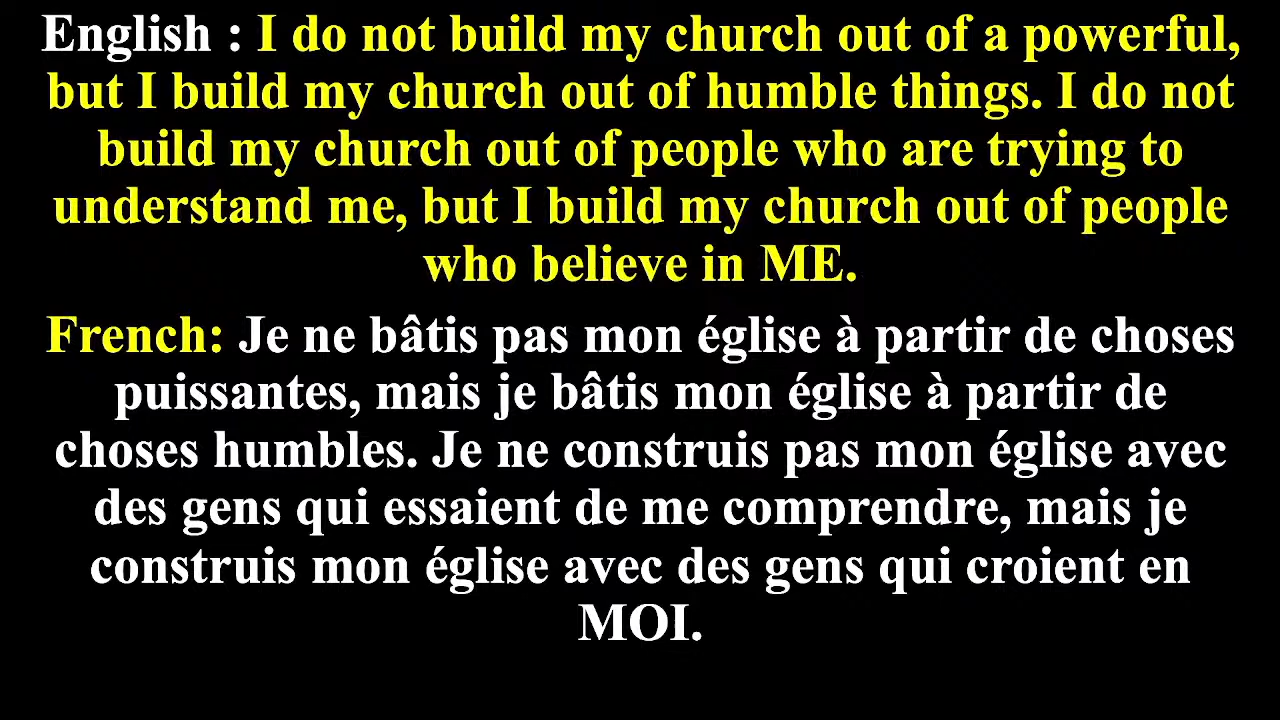 English : I do not build my church out of a powerful,
but I build my church out of humble things. I do not
build my church out of people who are trying to
understand me, but I build my church out of people
who believe in ME.
French: Je ne bâtis pas mon église à partir de choses
puissantes, mais je bâtis mon église à partir de
choses humbles. Je ne construis pas mon église avec
des gens qui essaient de me comprendre, mais je
construis mon église avec des gens qui croient en
MOI.